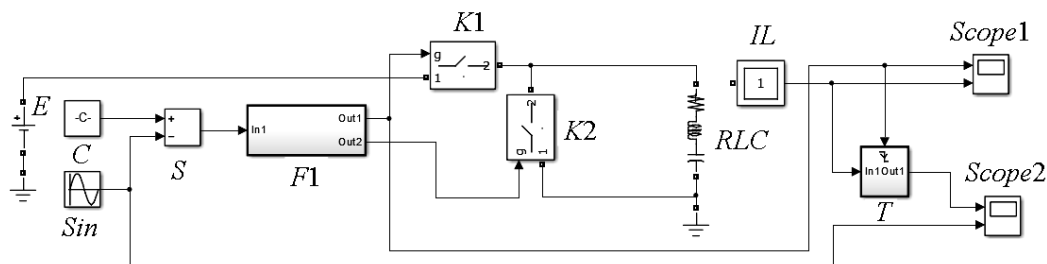 K1
g
1
2
E
-C-
C
+
−
S
In1
Out1
Out2
F1
2
g
1
K2
RLC
IL
1
Scope1
In1 Out1
T
Scope2
Sin